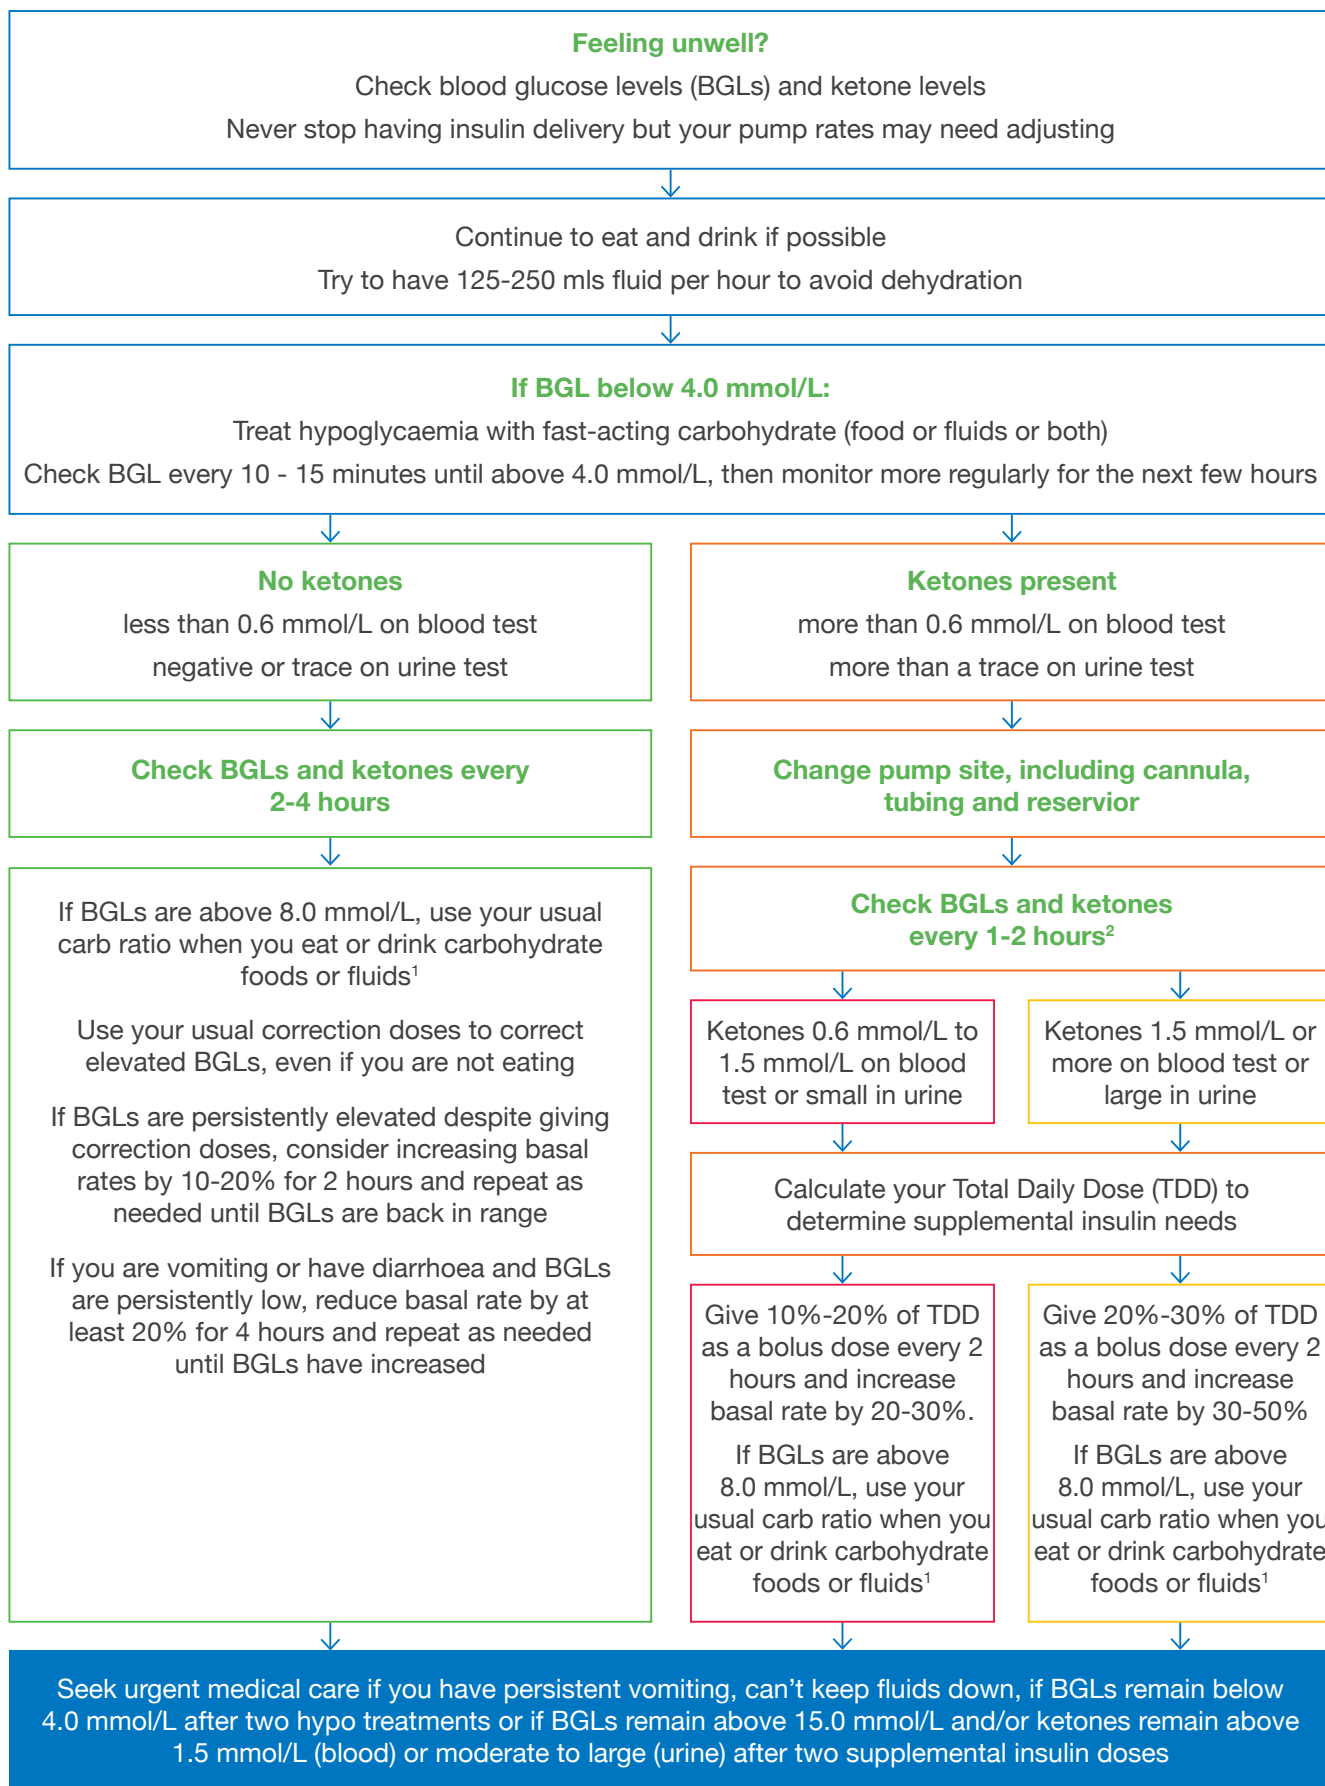 Feeling unwell?
Check blood glucose levels (BGLs) and ketone levels
Never stop having insulin delivery but your pump rates may need adjusting
Continue to eat and drink if possible
Try to have 125-250 mls fluid per hour to avoid dehydration
If BGL below 4.0 mmol/L:
Treat hypoglycaemia with fast-acting carbohydrate (food or fluids or both)
Check BGL every 10 - 15 minutes until above 4.0 mmol/L, then monitor more regularly for the next few hours
No ketones
less than 0.6 mmol/L on blood test
negative or trace on urine test
Check BGLs and ketones every
2-4 hours
If BGLs are above 8.0 mmol/L, use your usual
carb ratio when you eat or drink carbohydrate
foods or fluids¹
Use your usual correction doses to correct
elevated BGLs, even if you are not eating
If BGLs are persistently elevated despite giving
correction doses, consider increasing basal
rates by 10-20% for 2 hours and repeat as
needed until BGLs are back in range
If you are vomiting or have diarrhoea and BGLs
are persistently low, reduce basal rate by at
least 20% for 4 hours and repeat as needed
until BGLs have increased
Ketones present
more than 0.6 mmol/L on blood test
more than a trace on urine test
Change pump site, including cannula,
tubing and reservior
Check BGLs and ketones
every 1-2 hours²
Ketones 0.6 mmol/L to
1.5 mmol/L on blood
test or small in urine
Ketones 1.5 mmol/L or
more on blood test or
large in urine
Calculate your Total Daily Dose (TDD) to
determine supplemental insulin needs
Give 10%-20% of TDD
as a bolus dose every 2
hours and increase
basal rate by 20-30%.
If BGLs are above
8.0 mmol/L, use your
usual carb ratio when you
eat or drink carbohydrate
foods or fluids¹
Give 20%-30% of TDD
as a bolus dose every 2
hours and increase
basal rate by 30-50%
If BGLs are above
8.0 mmol/L, use your
usual carb ratio when you
eat or drink carbohydrate
foods or fluids¹
Seek urgent medical care if you have persistent vomiting, can't keep fluids down, if BGLs remain below
4.0 mmol/L after two hypo treatments or if BGLs remain above 15.0 mmol/L and/or ketones remain above
1.5 mmol/L (blood) or moderate to large (urine) after two supplemental insulin doses